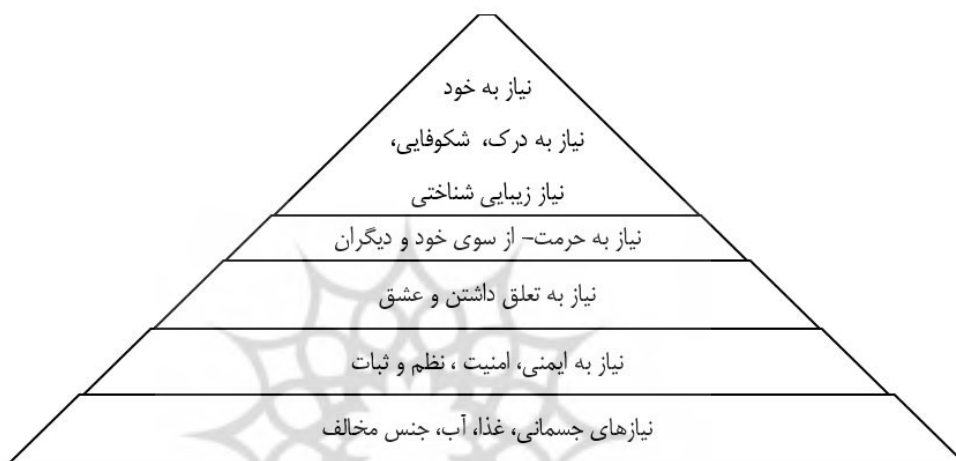 نیاز به خود
نیاز به درک، شکوفایی،
نیاز زیبایی شناختی
نیاز به حرمت- از سوی خود و دیگران
نیاز به تعلق داشتن و عشق
نیاز به ایمنی، امنیت ، نظم و ثبات
نیازهای جسمانی، غذا، آب، جنس مخالف